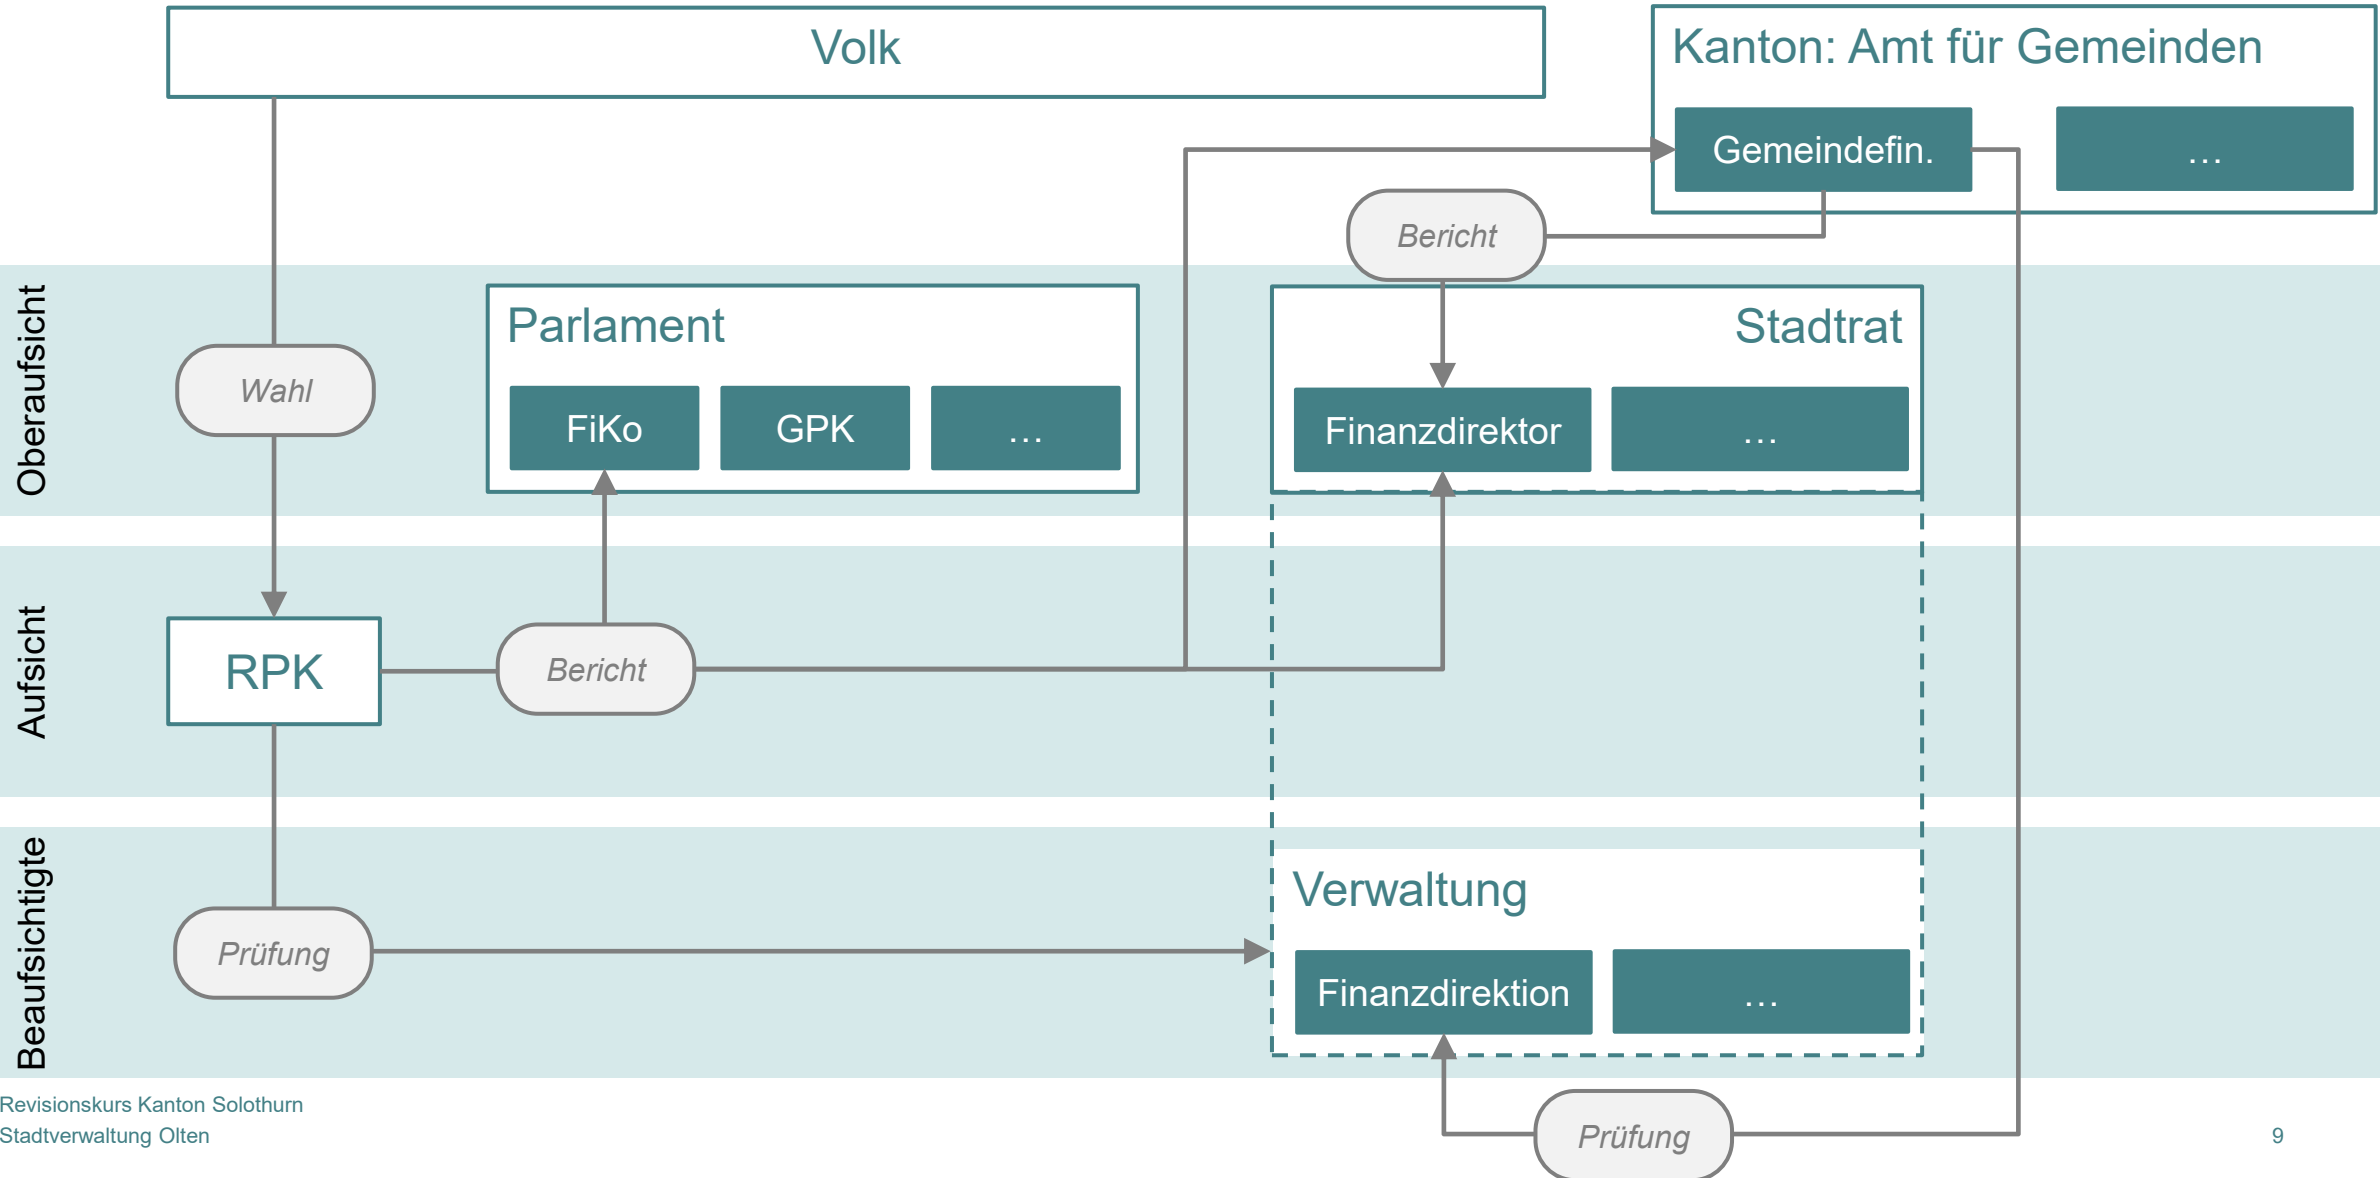 Volk
Kanton: Amt für Gemeinden
Gemeindefin.
…
Bericht
Oberaufsicht
Wahl
Parlament
FiKo
GPK
…
Stadtrat
Finanzdirektor
…
Aufsicht
RPK
Bericht
Beaufsichtigte
Prüfung
Verwaltung
Finanzdirektion
…
Prüfung
Revisionskurs Kanton Solothurn
Stadtverwaltung Olten
9